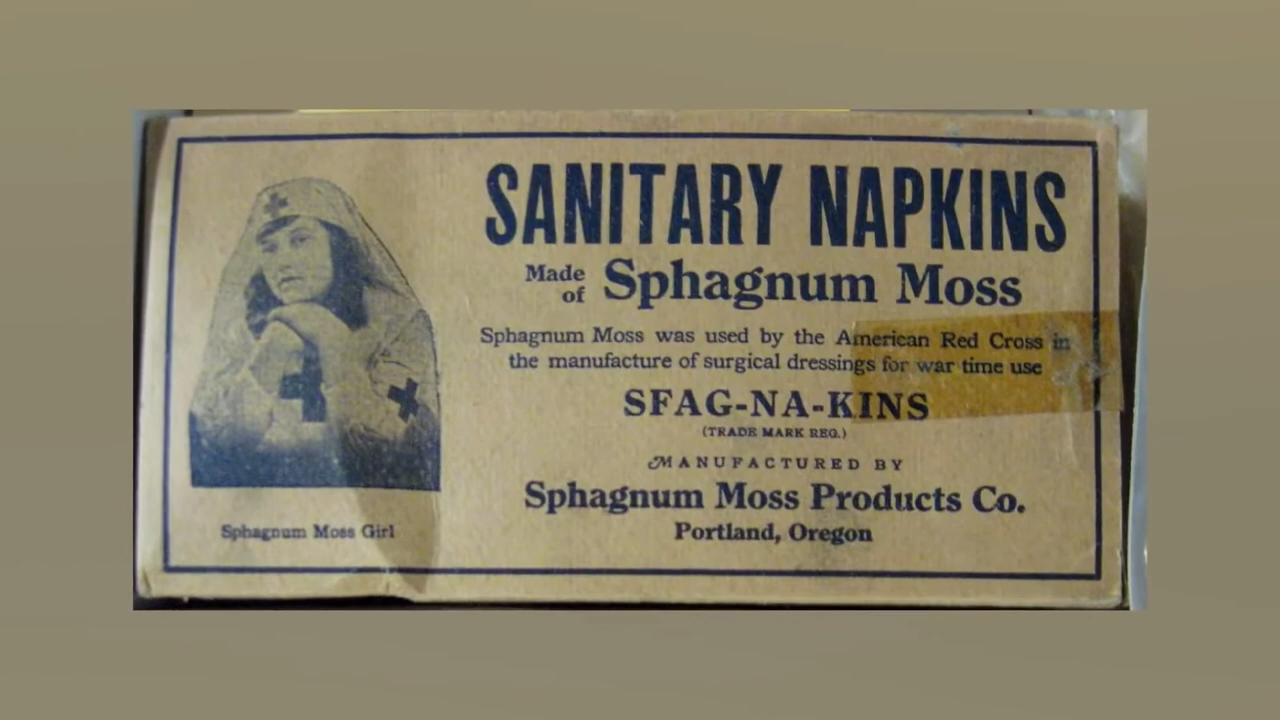 SANITARY NAPKINS
Made of Sphagnum Moss
Sphagnum Moss was used by the American Red Cross in
the manufacture of surgical dressings for war time use
SFAG-NA-KINS
(TRADE MARK REG.)
MANUFACTURED BY
Sphagnum Moss Products Co.
Portland, Oregon
Sphagnum Moss Girl